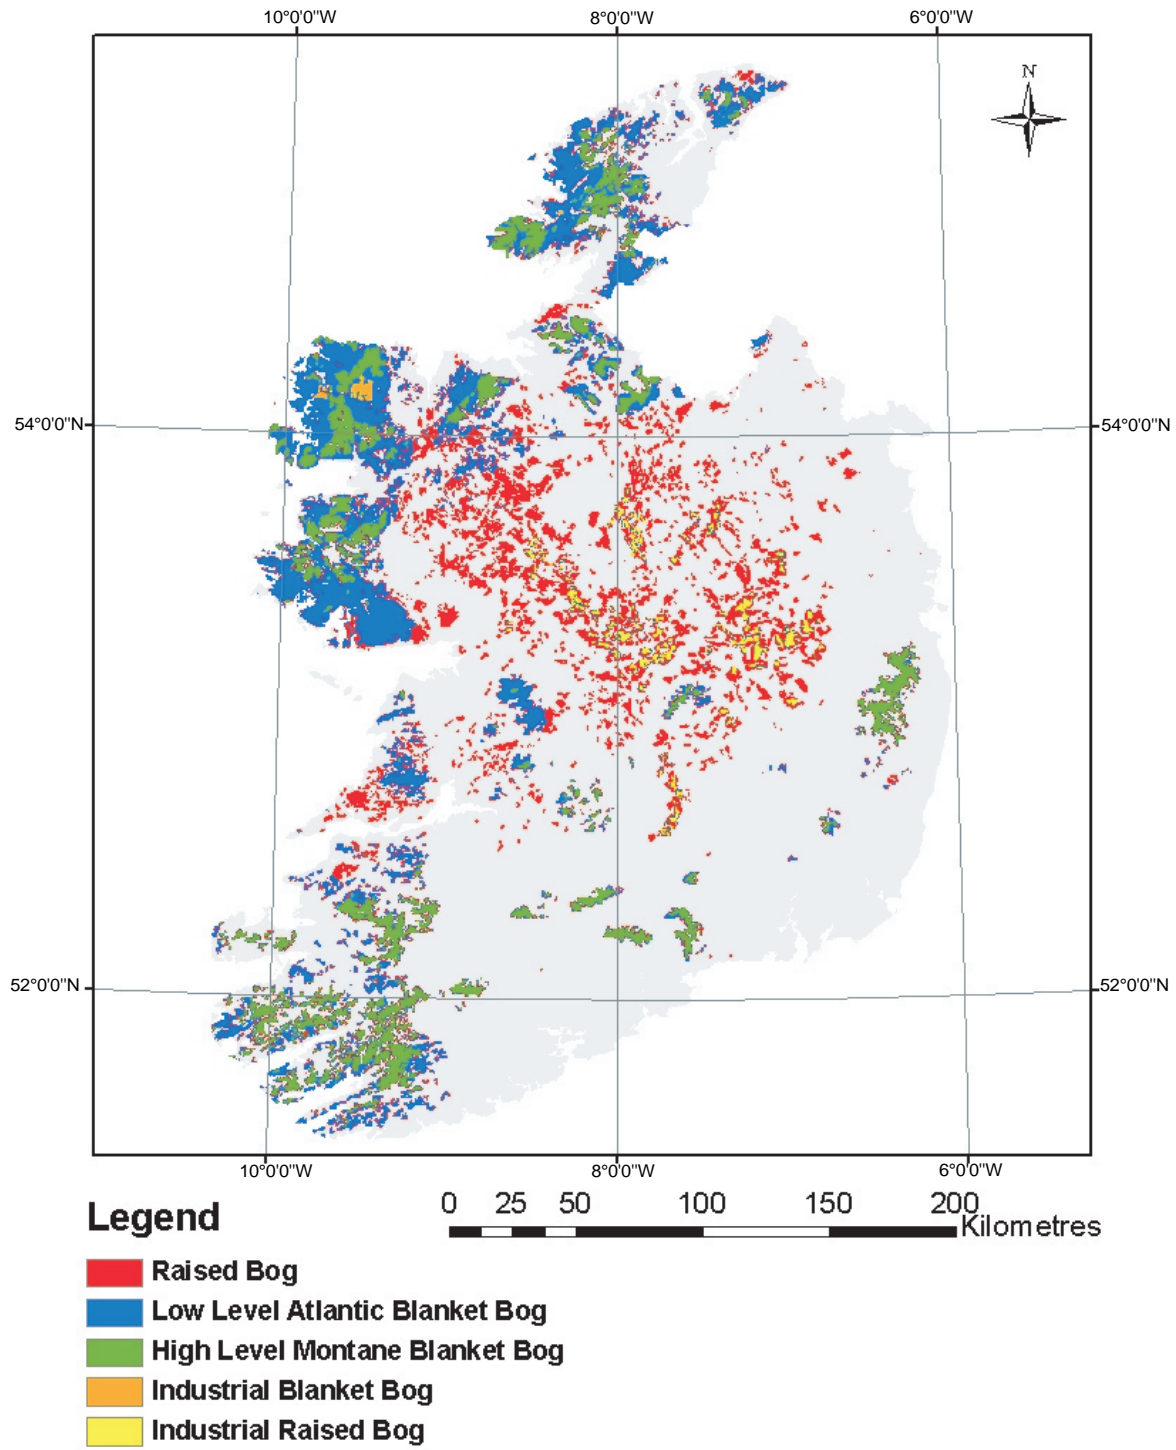 10°0'0"W 8°0'0"W 6°0'0"W
N
54°0'0"N 54°0'0"N
52°0'0"N 52°0'0"N
10°0'0"W 8°0'0"W 6°0'0"W
Legend
0 25 50 100 150 200
Kilometres
Raised Bog
Low Level Atlantic Blanket Bog
High Level Montane Blanket Bog
Industrial Blanket Bog
Industrial Raised Bog